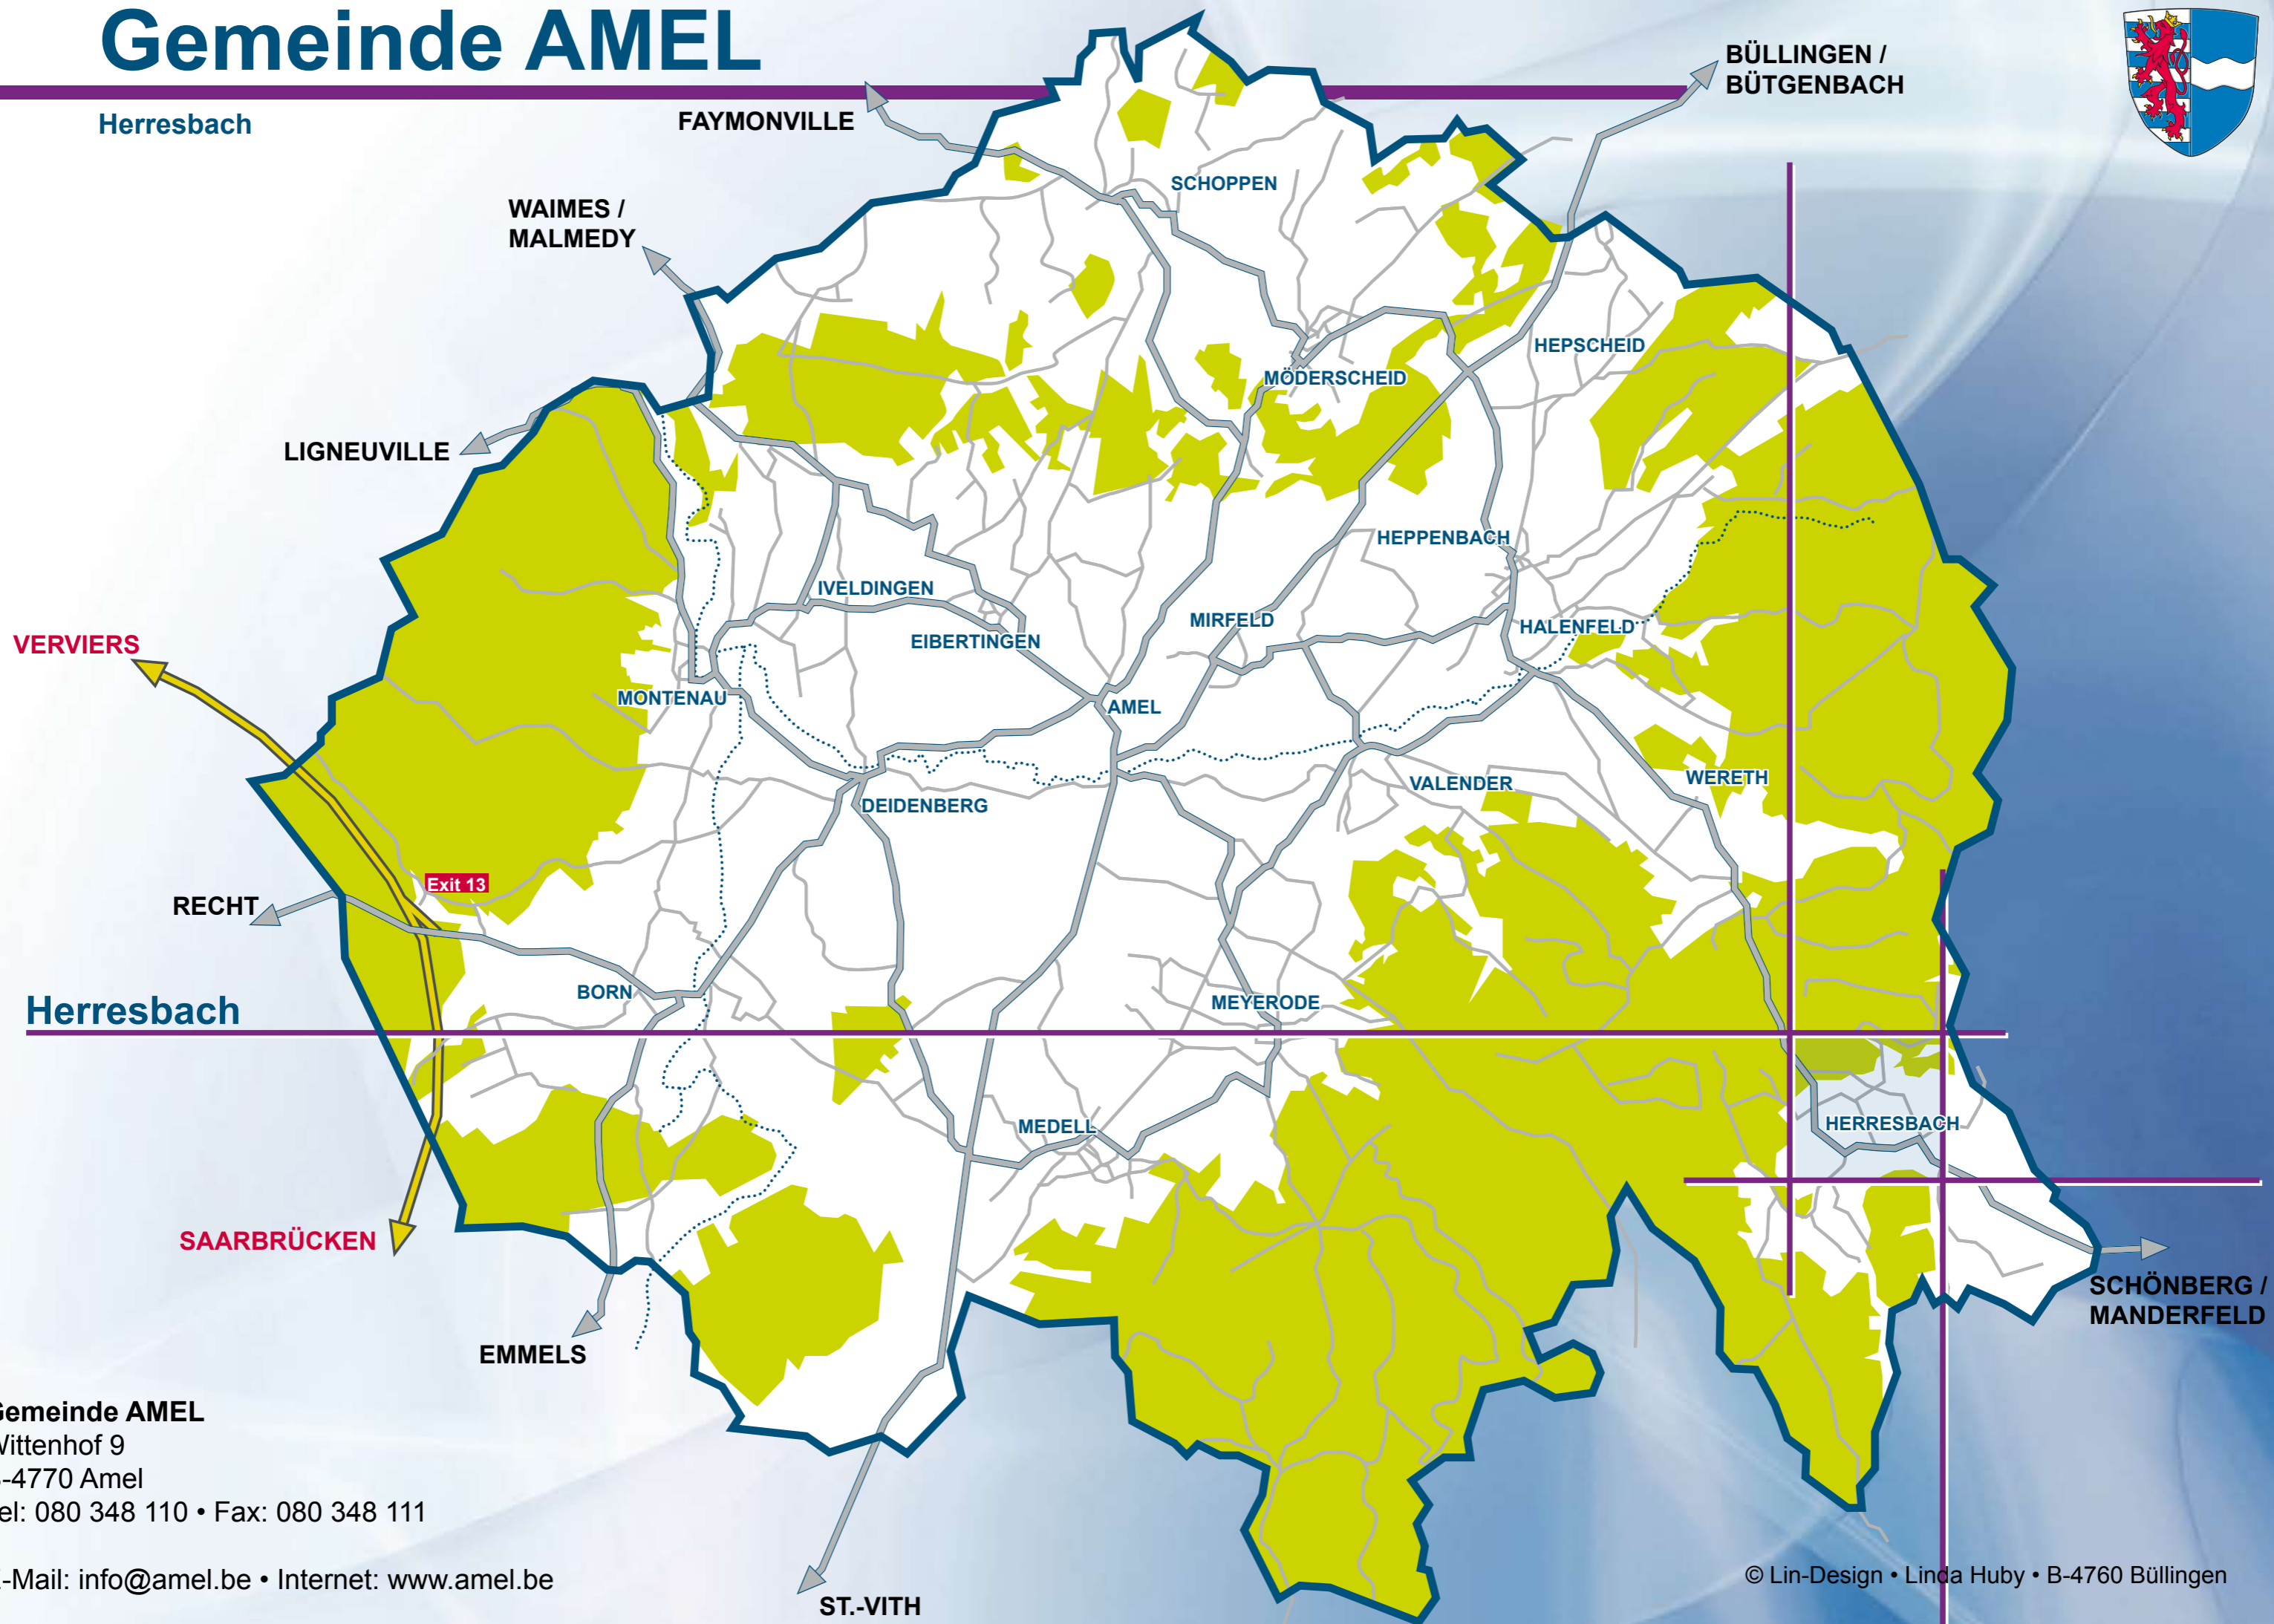 Gemeinde AMEL
Herresbach
FAYMONVILLE
BÜLLINGEN /
BÜTGENBACH
WAIMES /
MALMEDY
SCHOPPEN
HEPSCHEID
MÖDERSCHEID
LIGNEUVILLE
HEPPENBACH
IVELDINGEN
MIRFELD
HALENFELD
EIBERTINGEN
VERVIERS
MONTENAU
AMEL
WERETH
VALENDER
DEIDENBERG
Exit 13
RECHT
BORN
MEYERODE
Herresbach
HERRESBACH
MEDELL
SAARBRÜCKEN
SCHÖNBERG /
MANDERFELD
EMMELS
Gemeinde AMEL
Wittenhof 9
-4770 Amel
el: 080 348 110 • Fax: 080 348 111
-Mail: info@amel.be • Internet: www.amel.be
© Lin-Design • Linda Huby • B-4760 Büllingen
ST.-VITH